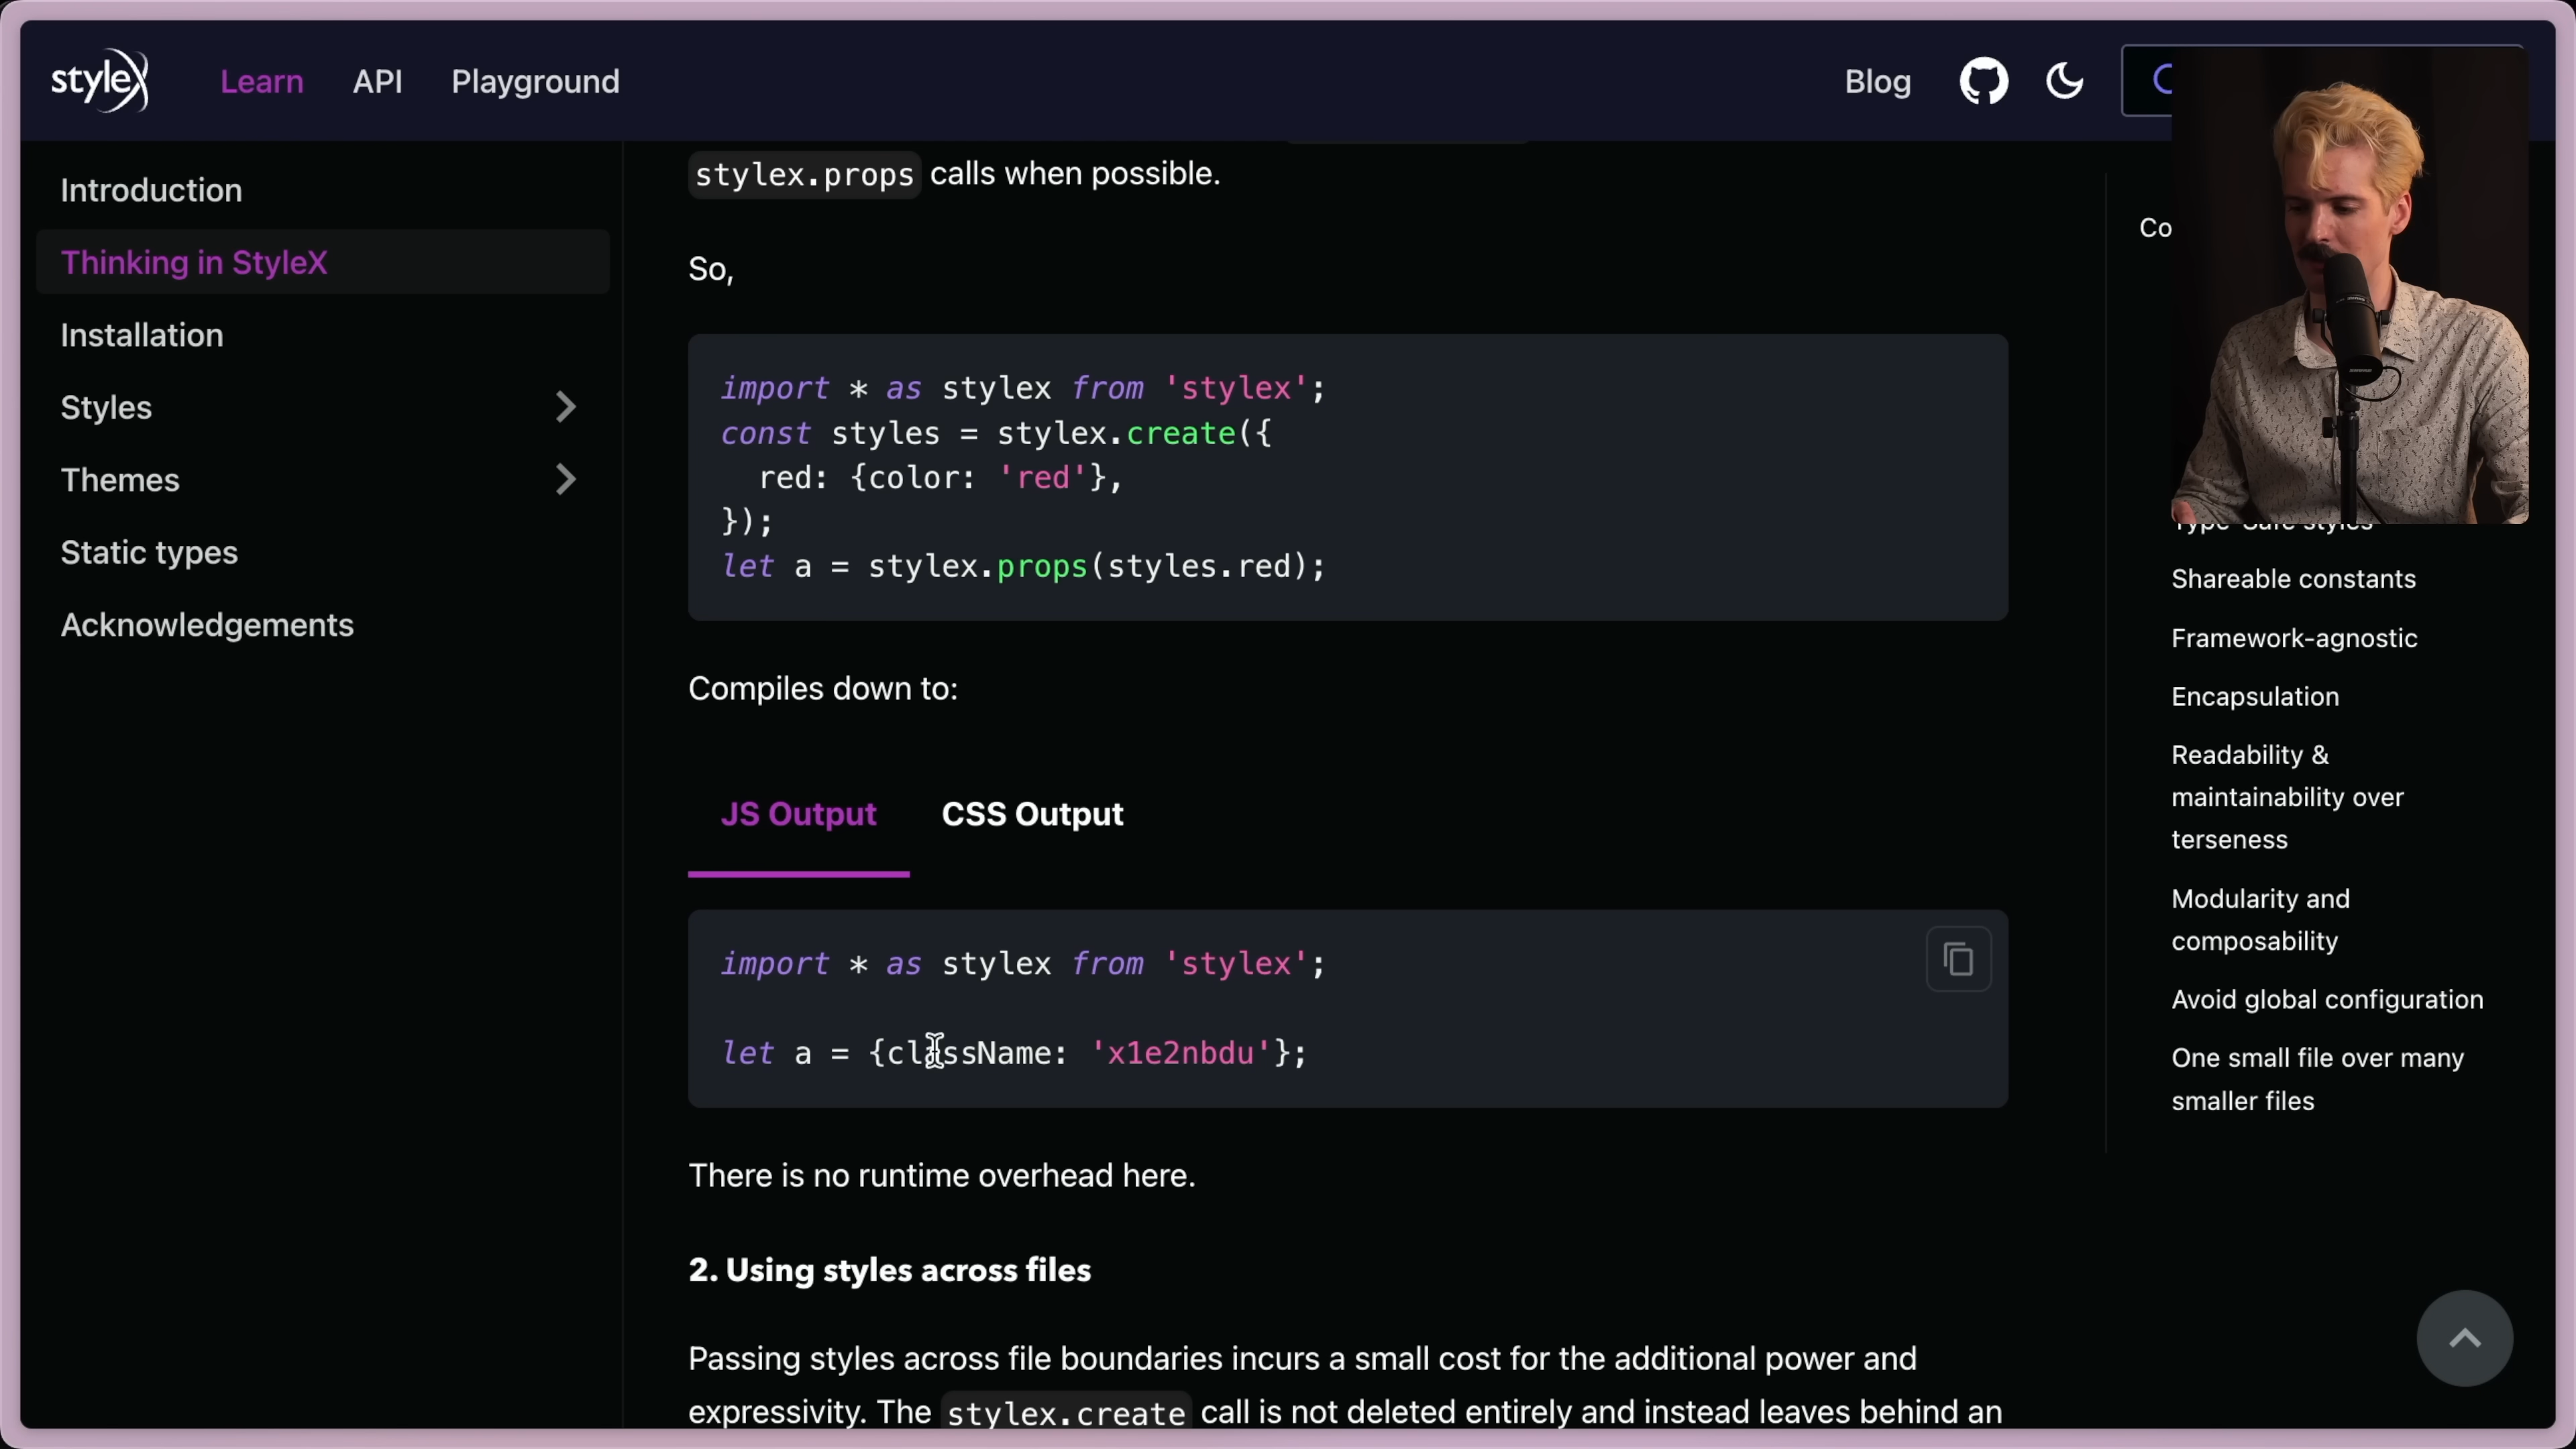 stylex
Learn
API
Playground
Blog
Introduction
Thinking in StyleX
Installation
Styles
Themes
Static types
Acknowledgements
stylex.props calls when possible.
So,
import * as stylex from 'stylex';
const styles = stylex.create({
  red: {color: 'red'},
});
let a = stylex.props(styles.red);
Compiles down to:
JS Output
CSS Output
import * as stylex from 'stylex';
let a = {className: 'x1e2nbdu'};
There is no runtime overhead here.
2. Using styles across files
Passing styles across file boundaries incurs a small cost for the additional power and
expressivity. The stylex.create call is not deleted entirely and instead leaves behind an
Co
Type-Safe styles
Shareable constants
Framework-agnostic
Encapsulation
Readability &
maintainability over
terseness
Modularity and
composability
Avoid global configuration
One small file over many
smaller files